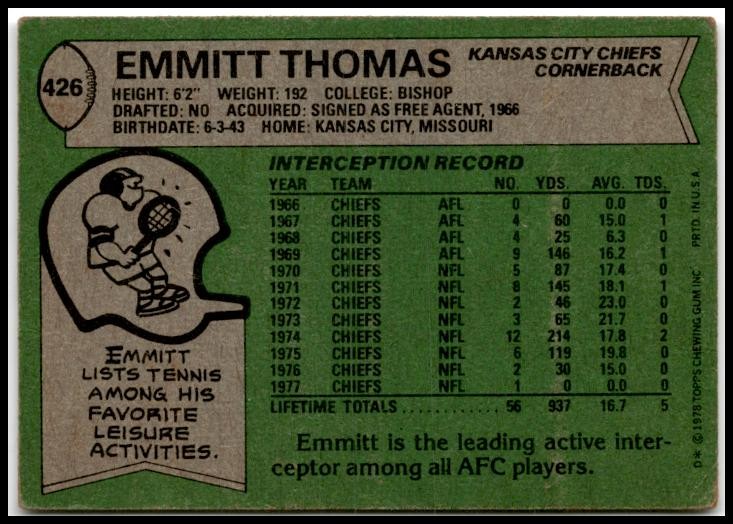 426
EMMITT THOMAS
KANSAS CITY CHIEFS
CORNERBACK
HEIGHT: 6'2" WEIGHT: 192 COLLEGE: BISHOP
DRAFTED: NO ACQUIRED: SIGNED AS FREE AGENT, 1966
BIRTHDATE: 6-3-43 HOME: KANSAS CITY, MISSOURI
INTERCEPTION RECORD
YEAR TEAM NO. YDS. AVG. TDS.
1966 CHIEFS AFL 0 0 0.0 0
1967 CHIEFS AFL 4 60 15.0 1
1968 CHIEFS AFL 4 25 6.3 0
1969 CHIEFS AFL 9 146 16.2 1
1970 CHIEFS NFL 5 87 17.4 0
1971 CHIEFS NFL 8 145 18.1 1
1972 CHIEFS NFL 2 46 23.0 0
1973 CHIEFS NFL 3 65 21.7 0
1974 CHIEFS NFL 12 214 17.8 2
1975 CHIEFS NFL 6 119 19.8 0
1976 CHIEFS NFL 2 30 15.0 0
1977 CHIEFS NFL 1 0 0.0 0
LIFETIME TOTALS ............ 56 937 16.7 5
EMMITT
LISTS TENNIS
AMONG HIS
FAVORITE
LEISURE
ACTIVITIES.
Emmitt is the leading active inter-
ceptor among all AFC players.
D* © 1978 TOPPS CHEWING GUM INC PRTD. IN U.S.A.